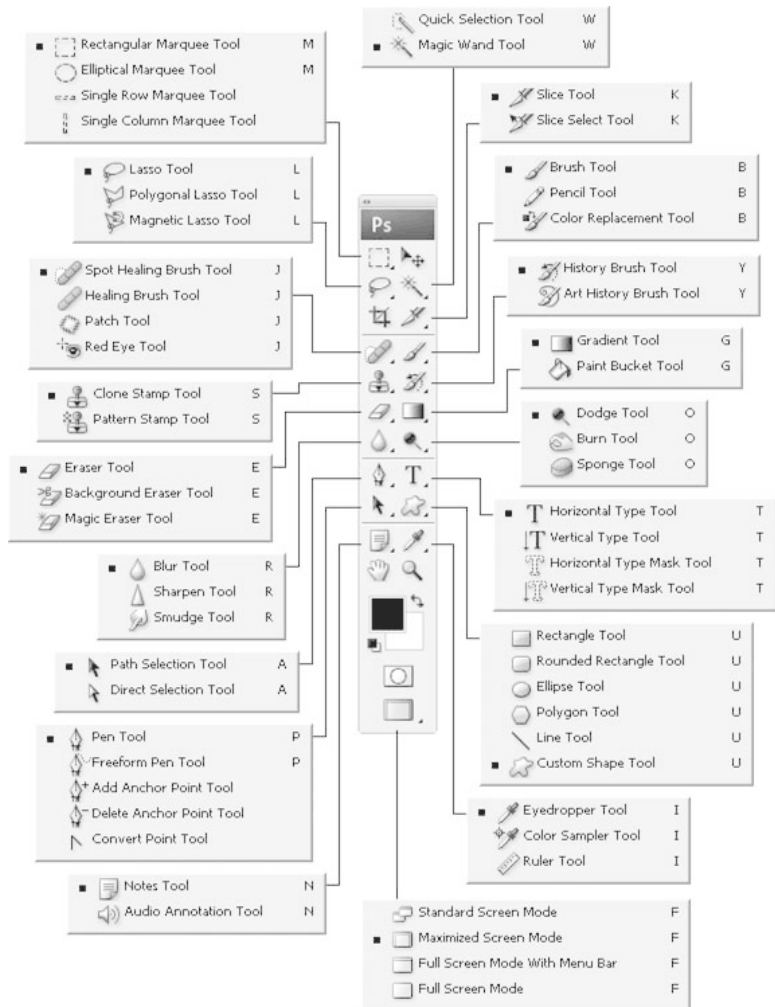 Quick Selection Tool W
Magic Wand Tool W
Rectangular Marquee Tool M
Elliptical Marquee Tool M
Single Row Marquee Tool
Single Column Marquee Tool
Slice Tool K
Slice Select Tool K
Lasso Tool L
Polygonal Lasso Tool L
Magnetic Lasso Tool L
Brush Tool B
Pencil Tool B
Color Replacement Tool B
Ps
Spot Healing Brush Tool J
Healing Brush Tool J
Patch Tool J
Red Eye Tool J
History Brush Tool Y
Art History Brush Tool Y
Gradient Tool G
Paint Bucket Tool G
Clone Stamp Tool S
Pattern Stamp Tool S
Dodge Tool O
Burn Tool O
Sponge Tool O
Eraser Tool E
Background Eraser Tool E
Magic Eraser Tool E
T
Horizontal Type Tool T
Vertical Type Tool T
Horizontal Type Mask Tool T
Vertical Type Mask Tool T
Blur Tool R
Sharpen Tool R
Smudge Tool R
Rectangle Tool U
Rounded Rectangle Tool U
Ellipse Tool U
Polygon Tool U
Line Tool U
Custom Shape Tool U
Path Selection Tool A
Direct Selection Tool A
Pen Tool P
Freeform Pen Tool P
Add Anchor Point Tool
Delete Anchor Point Tool
Convert Point Tool
Eyedropper Tool I
Color Sampler Tool I
Ruler Tool I
Notes Tool N
Audio Annotation Tool N
Standard Screen Mode F
Maximized Screen Mode F
Full Screen Mode With Menu Bar F
Full Screen Mode F